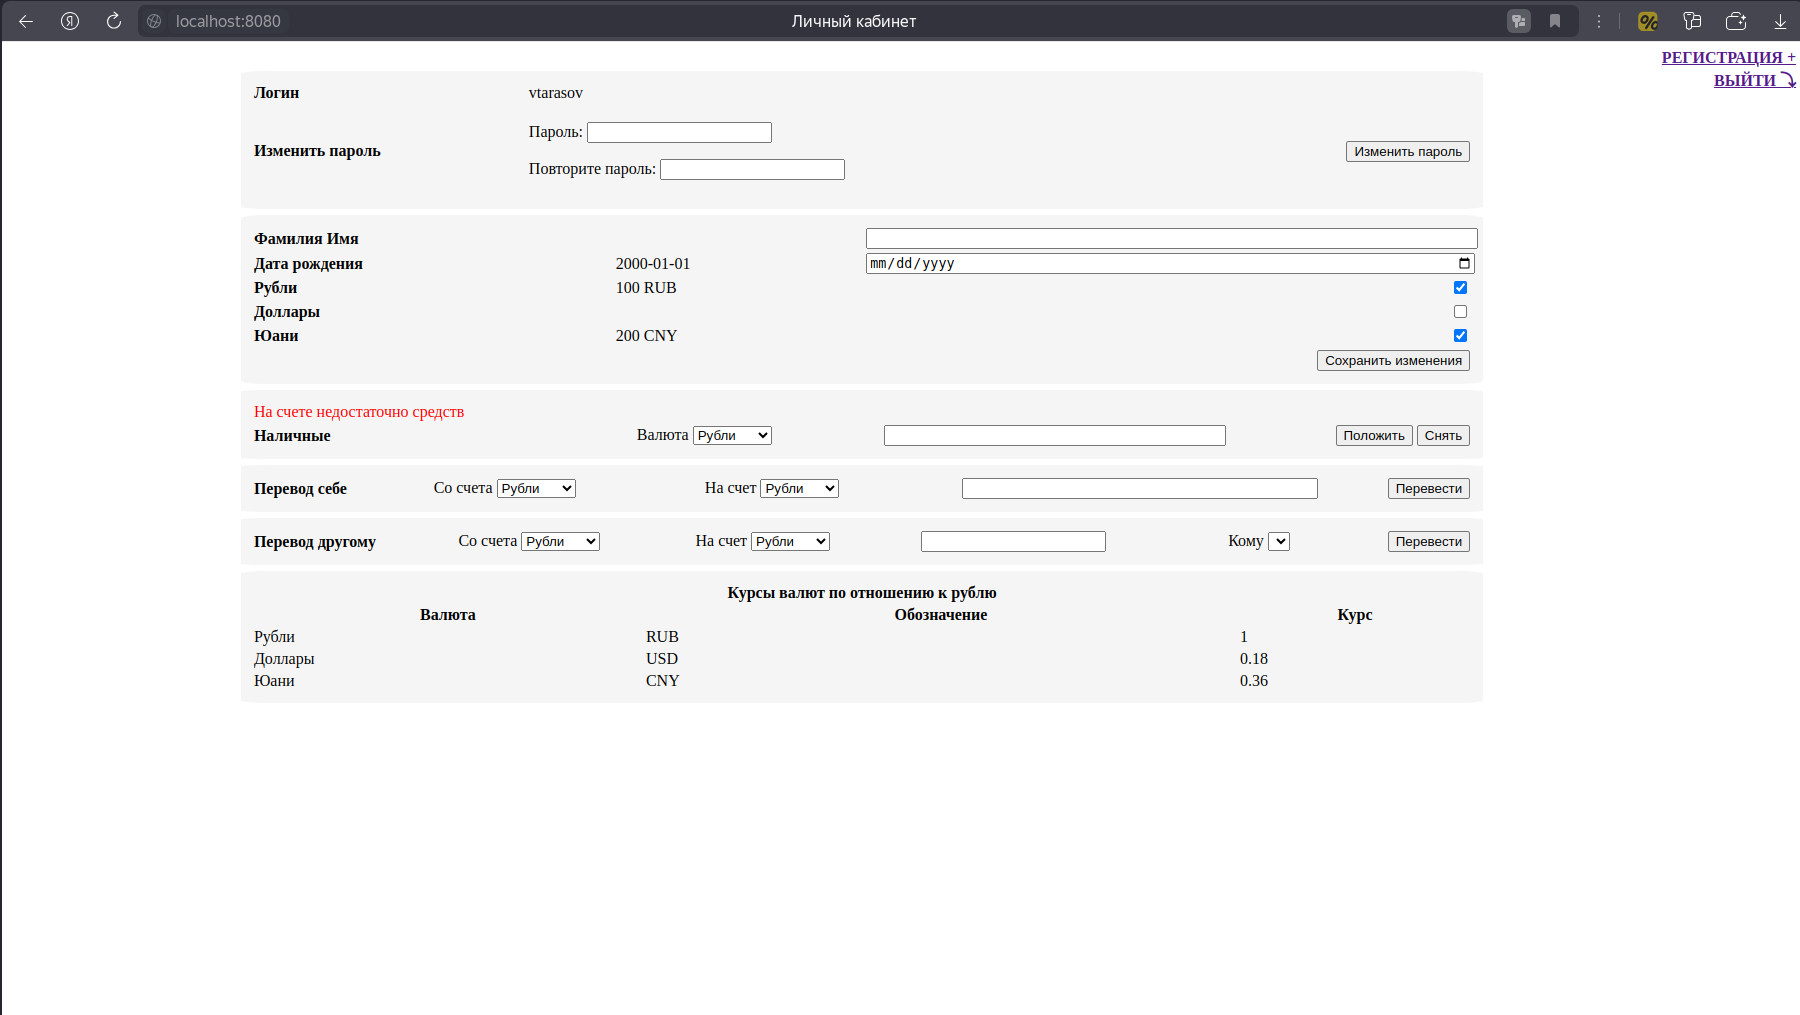 localhost:8080 Личный кабинет
РЕГИСТРАЦИЯ +
ВЫЙТИ ⤵
Логин vtarasov
Пароль:
Изменить пароль Изменить пароль
Повторите пароль:
Фамилия Имя
Дата рождения 2000-01-01 mm/dd/yyyy
Рубли 100 RUB
Доллары
Юани 200 CNY
Сохранить изменения
На счете недостаточно средств
Наличные Валюта Рубли Положить Снять
Перевод себе Со счета Рубли На счет Рубли Перевести
Перевод другому Со счета Рубли На счет Рубли Кому Перевести
Курсы валют по отношению к рублю
Валюта Обозначение Курс
Рубли RUB 1
Доллары USD 0.18
Юани CNY 0.36